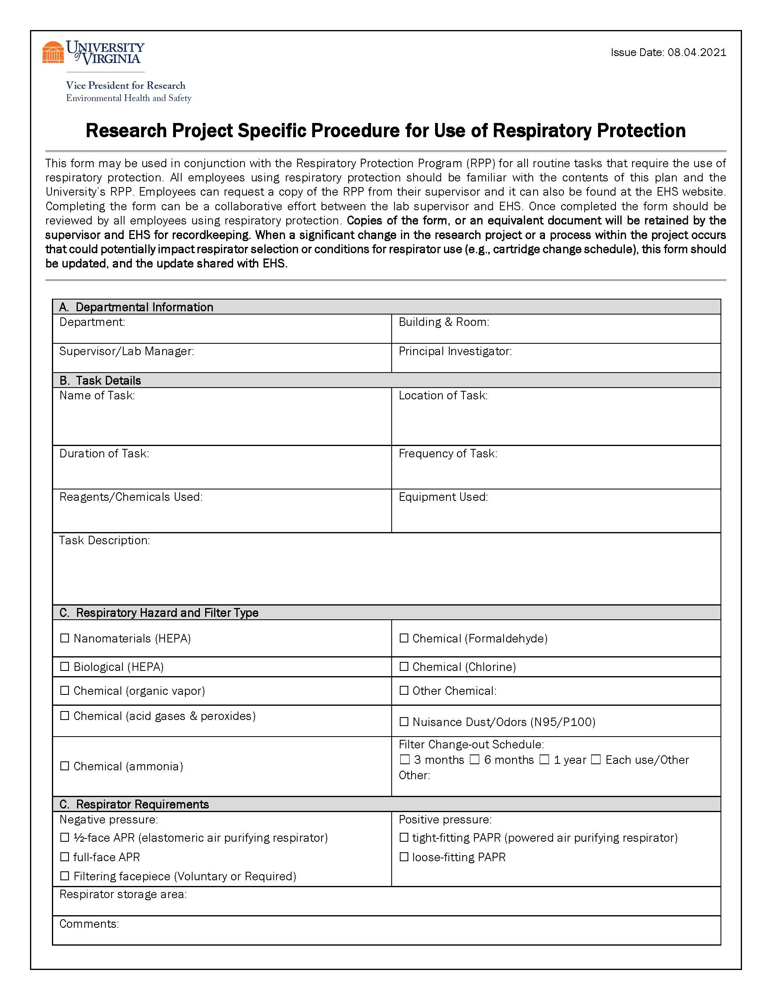 UNIVERSITY
of VIRGINIA
Issue Date: 08.04.2021
Vice President for Research
Environmental Health and Safety
Research Project Specific Procedure for Use of Respiratory Protection
This form may be used in conjunction with the Respiratory Protection Program (RPP) for all routine tasks that require the use of
respiratory protection. All employees using respiratory protection should be familiar with the contents of this plan and the
University’s RPP. Employees can request a copy of the RPP from their supervisor and it can also be found at the EHS website.
Completing the form can be a collaborative effort between the lab supervisor and EHS. Once completed the form should be
reviewed by all employees using respiratory protection. Copies of the form, or an equivalent document will be retained by the
supervisor and EHS for recordkeeping. When a significant change in the research project or a process within the project occurs
that could potentially impact respirator selection or conditions for respirator use (e.g., cartridge change schedule), this form should
be updated, and the update shared with EHS.
A. Departmental Information
Department:
Building & Room:
Supervisor/Lab Manager:
Principal Investigator:
B. Task Details
Name of Task:
Location of Task:
Duration of Task:
Frequency of Task:
Reagents/Chemicals Used:
Equipment Used:
Task Description:
C. Respiratory Hazard and Filter Type
☐ Nanomaterials (HEPA)
☐ Chemical (Formaldehyde)
☐ Biological (HEPA)
☐ Chemical (Chlorine)
☐ Chemical (organic vapor)
☐ Other Chemical:
☐ Chemical (acid gases & peroxides)
☐ Nuisance Dust/Odors (N95/P100)
☐ Chemical (ammonia)
Filter Change-out Schedule:
☐ 3 months ☐ 6 months ☐ 1 year ☐ Each use/Other
Other:
C. Respirator Requirements
Negative pressure:
☐ ½-face APR (elastomeric air purifying respirator)
☐ full-face APR
☐ Filtering facepiece (Voluntary or Required)
Positive pressure:
☐ tight-fitting PAPR (powered air purifying respirator)
☐ loose-fitting PAPR
Respirator storage area:
Comments: